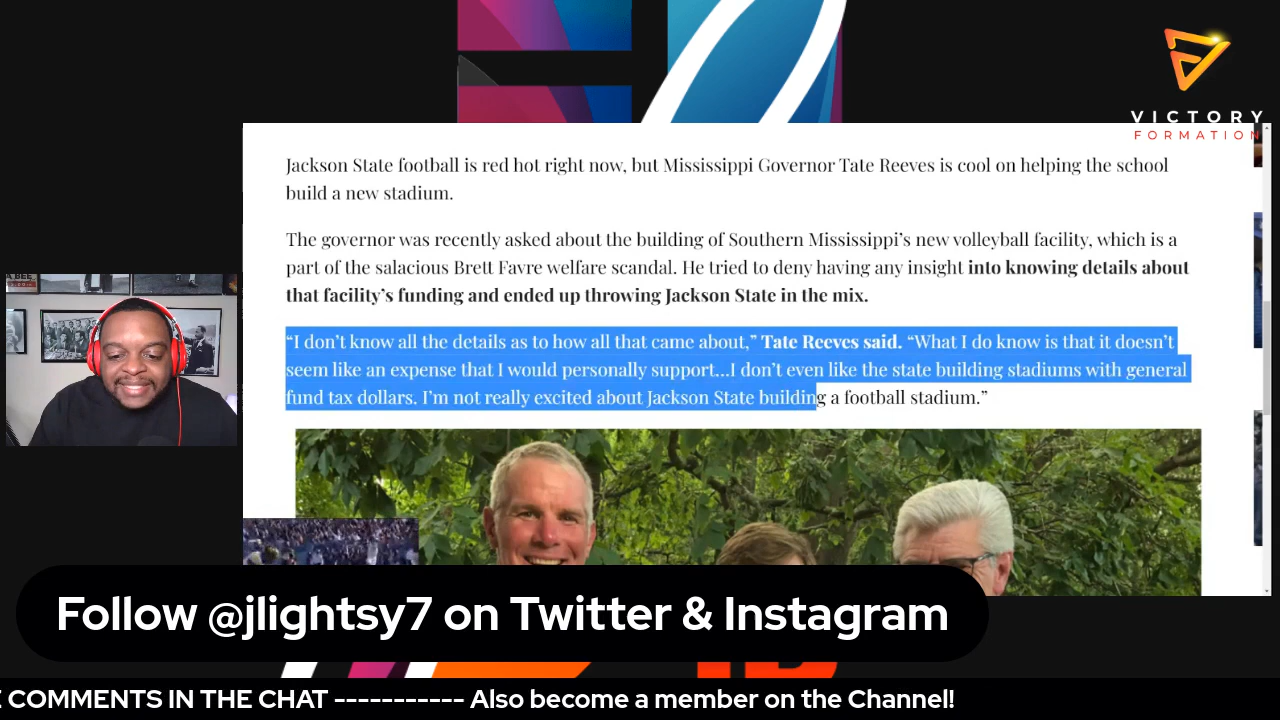 VICTORY
FORMATION
Jackson State football is red hot right now, but Mississippi Governor Tate Reeves is cool on helping the school
build a new stadium.
The governor was recently asked about the building of Southern Mississippi’s new volleyball facility, which is a
part of the salacious Brett Favre welfare scandal. He tried to deny having any insight into knowing details about
that facility’s funding and ended up throwing Jackson State in the mix.
“I don’t know all the details as to how all that came about,” Tate Reeves said. “What I do know is that it doesn’t
seem like an expense that I would personally support...I don’t even like the state building stadiums with general
fund tax dollars. I’m not really excited about Jackson State building a football stadium.”
Follow @jlightsy7 on Twitter & Instagram
COMMENTS IN THE CHAT ----------- Also become a member on the Channel!